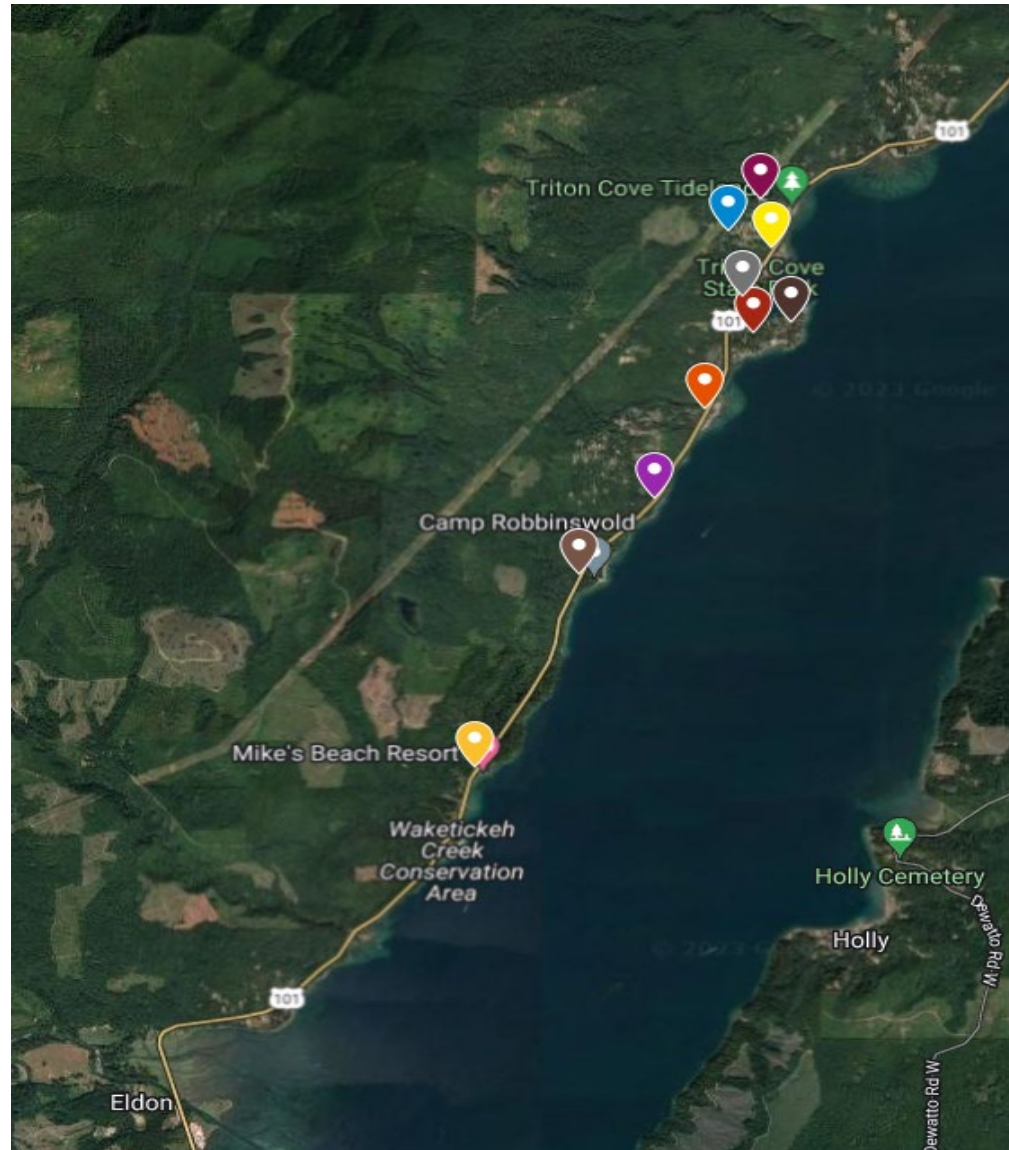 101
Triton Cove Tidel
Tri Cove
Sta k
101
© 2023 Google
Camp Robbinswold
Mike's Beach Resort
Waketickeh
Creek
Conservation
Area
Holly Cemetery
Dewatto Rd W
Holly
101
Dewatto Rd W
Eldon